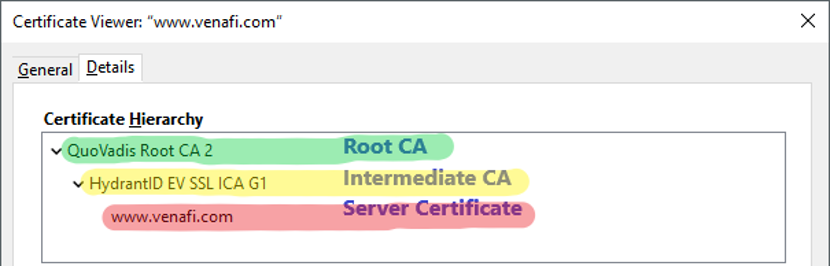 Certificate Viewer: “www.venafi.com”
General Details
Certificate Hierarchy
QuoVadis Root CA 2 Root CA
HydrantID EV SSL ICA G1 Intermediate CA
www.venafi.com Server Certificate